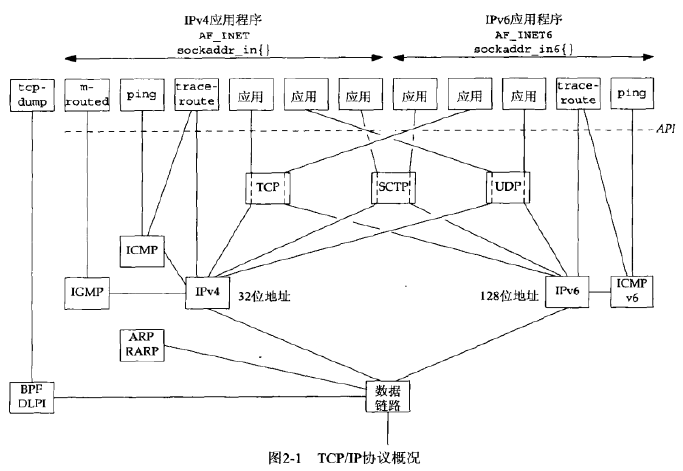 IPv4应用程序
AF_INET
sockaddr_in{}
IPv6应用程序
AF_INET6
sockaddr_in6{}
tcp-
dump
m-
routed
ping
trace-
route
应用
应用
应用
应用
应用
应用
trace-
route
ping
API
TCP
SCTP
UDP
ICMP
IGMP
IPv4
32位地址
128位地址
IPv6
ICMP
v6
ARP
RARP
BPF
DLPI
数据
链路
图2-1 TCP/IP协议概况